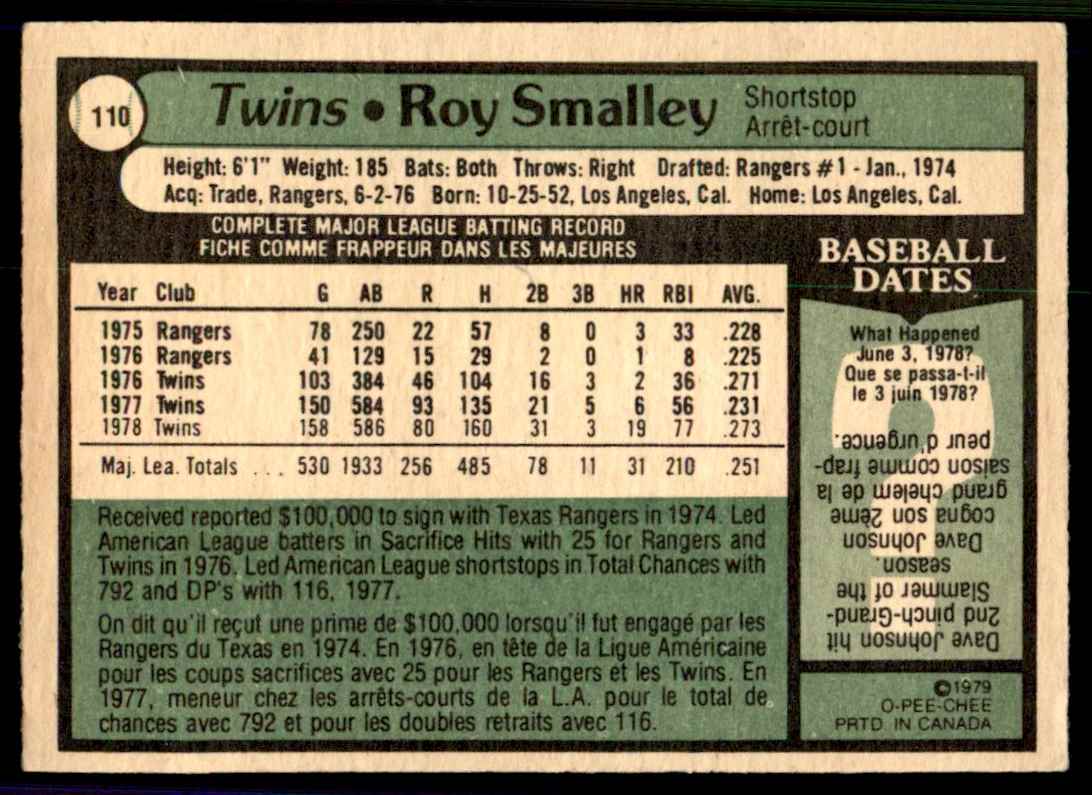 110
Twins • Roy Smalley
Shortstop
Arrêt-court
Height: 6'1" Weight: 185 Bats: Both Throws: Right Drafted: Rangers #1 - Jan., 1974
Acq: Trade, Rangers, 6-2-76 Born: 10-25-52, Los Angeles, Cal. Home: Los Angeles, Cal.
COMPLETE MAJOR LEAGUE BATTING RECORD
FICHE COMME FRAPPEUR DANS LES MAJEURES
Year Club G AB R H 2B 3B HR RBI AVG.
1975 Rangers 78 250 22 57 8 0 3 33 .228
1976 Rangers 41 129 15 29 2 0 1 8 .225
1976 Twins 103 384 46 104 16 3 2 36 .271
1977 Twins 150 584 93 135 21 5 6 56 .231
1978 Twins 158 586 80 160 31 3 19 77 .273
Maj. Lea. Totals ... 530 1933 256 485 78 11 31 210 .251
Received reported $100,000 to sign with Texas Rangers in 1974. Led
American League batters in Sacrifice Hits with 25 for Rangers and
Twins in 1976. Led American League shortstops in Total Chances with
792 and DP's with 116, 1977.
On dit qu'il reçut une prime de $100,000 lorsqu'il fut engagé par les
Rangers du Texas en 1974. En 1976, en tête de la Ligue Américaine
pour les coups sacrifices avec 25 pour les Rangers et les Twins. En
1977, meneur chez les arrêts-courts de la L.A. pour le total de
chances avec 792 et pour les doubles retraits avec 116.
BASEBALL
DATES
What Happened
June 3, 1978?
Que se passa-t-il
le 3 juin 1978?
Dave Johnson hit
2nd pinch-Grand-
Slammer of the
season.
Dave Johnson
cogna son 2ème
grand chelem de la
saison comme frap-
peur d'urgence.
©1979
O-PEE-CHEE
PRTD IN CANADA